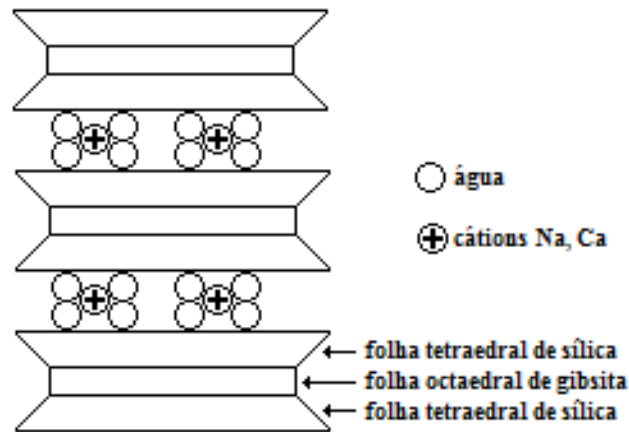 água
cátions Na, Ca
folha tetraedral de sílica
folha octaedral de gibsita
folha tetraedral de sílica